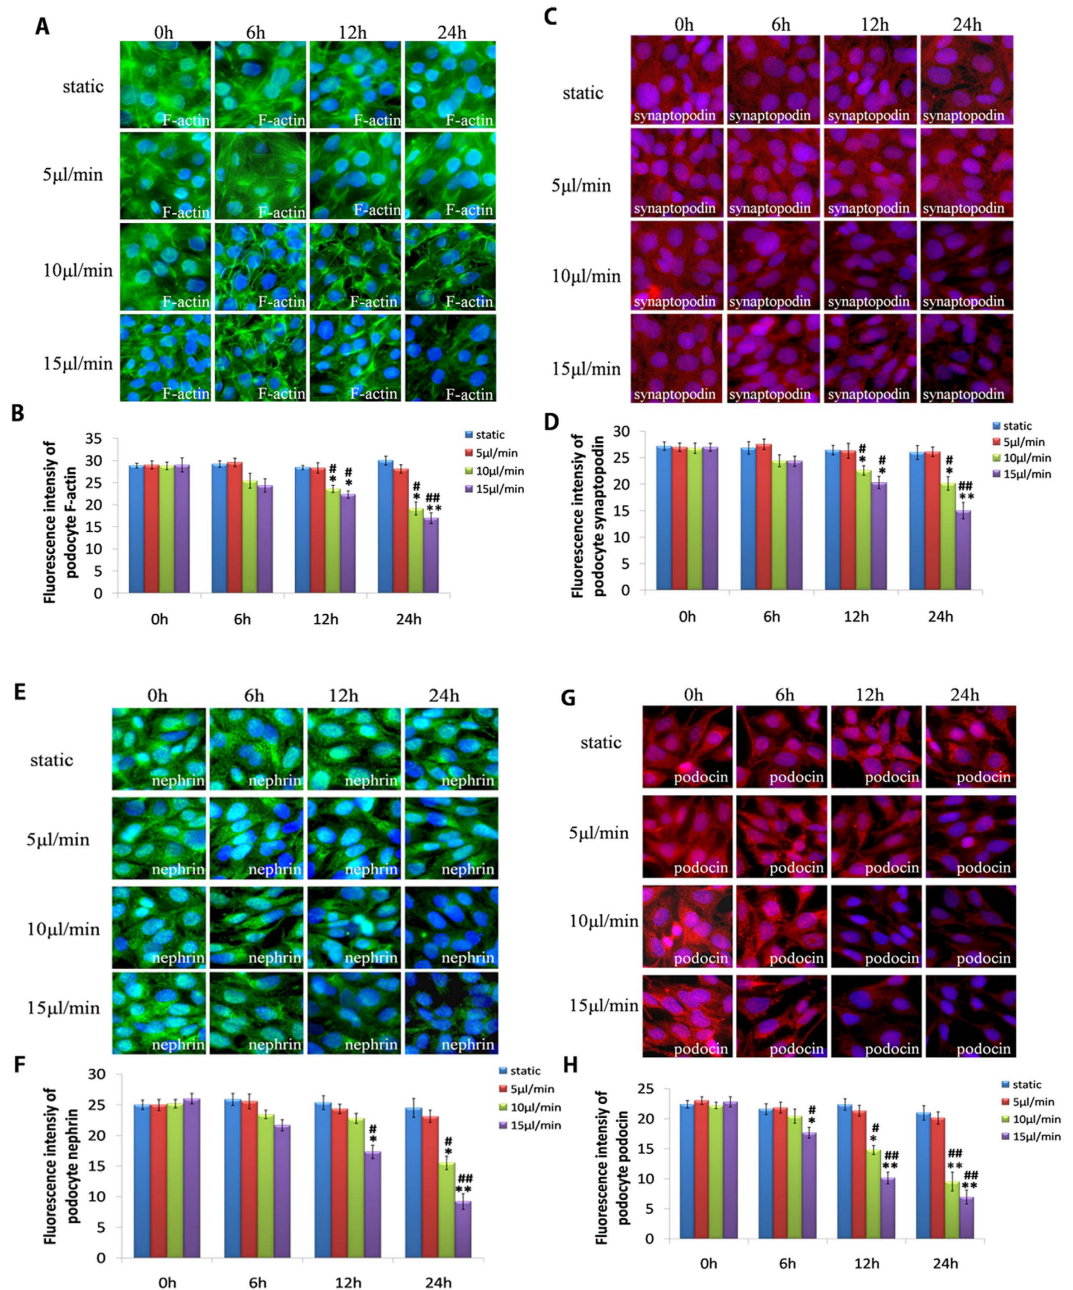 A
0h 6h 12h 24h
static
F-actin F-actin F-actin F-actin
5µl/min
F-actin F-actin F-actin F-actin
10µl/min
F-actin F-actin F-actin F-actin
15µl/min
F-actin F-actin F-actin F-actin
C
0h 6h 12h 24h
static
synaptopodin synaptopodin synaptopodin synaptopodin
5µl/min
synaptopodin synaptopodin synaptopodin synaptopodin
10µl/min
synaptopodin synaptopodin synaptopodin synaptopodin
15µl/min
synaptopodin synaptopodin synaptopodin synaptopodin
B
Fluorescence intensiy of
podocyte F-actin
35
30
25
20
15
10
5
0
# * # * # * ## **
0h 6h 12h 24h
static
5µl/min
10µl/min
15µl/min
D
Fluorescence intensiy of
podocyte synaptopodin
30
25
20
15
10
5
0
# * # * # * ## **
0h 6h 12h 24h
static
5µl/min
10µl/min
15µl/min
E
0h 6h 12h 24h
static
nephrin nephrin nephrin nephrin
5µl/min
nephrin nephrin nephrin nephrin
10µl/min
nephrin nephrin nephrin nephrin
15µl/min
nephrin nephrin nephrin nephrin
G
0h 6h 12h 24h
static
podocin podocin podocin podocin
5µl/min
podocin podocin podocin podocin
10µl/min
podocin podocin podocin podocin
15µl/min
podocin podocin podocin podocin
F
Fluorescence intensiy of
podocyte nephrin
30
25
20
15
10
5
0
# * # * ## **
0h 6h 12h 24h
static
5µl/min
10µl/min
15µl/min
H
Fluorescence intensiy of
podocyte podocin
25
20
15
10
5
0
# * # * ## ** ## ** ## **
0h 6h 12h 24h
static
5µl/min
10µl/min
15µl/min